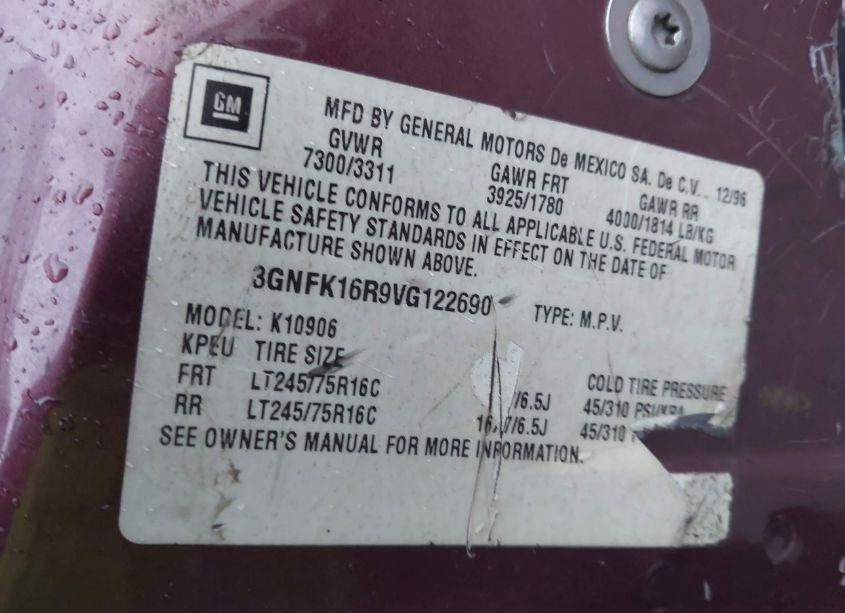 GM
MFD BY GENERAL MOTORS De MEXICO SA. De C.V. 12/96
GVWR GAWR FRT GAWR RR
7300/3311 3925/1780 4000/1814 LB/KG
THIS VEHICLE CONFORMS TO ALL APPLICABLE U.S. FEDERAL MOTOR
VEHICLE SAFETY STANDARDS IN EFFECT ON THE DATE OF
MANUFACTURE SHOWN ABOVE.
3GNFK16R9VG122690 TYPE: M.P.V.
MODEL: K10906
KPEU TIRE SIZE COLD TIRE PRESSURE
FRT LT245/75R16C /6.5J 45/310 PSI/KPA
RR LT245/75R16C 16X7/6.5J 45/310
SEE OWNER'S MANUAL FOR MORE INFORMATION.